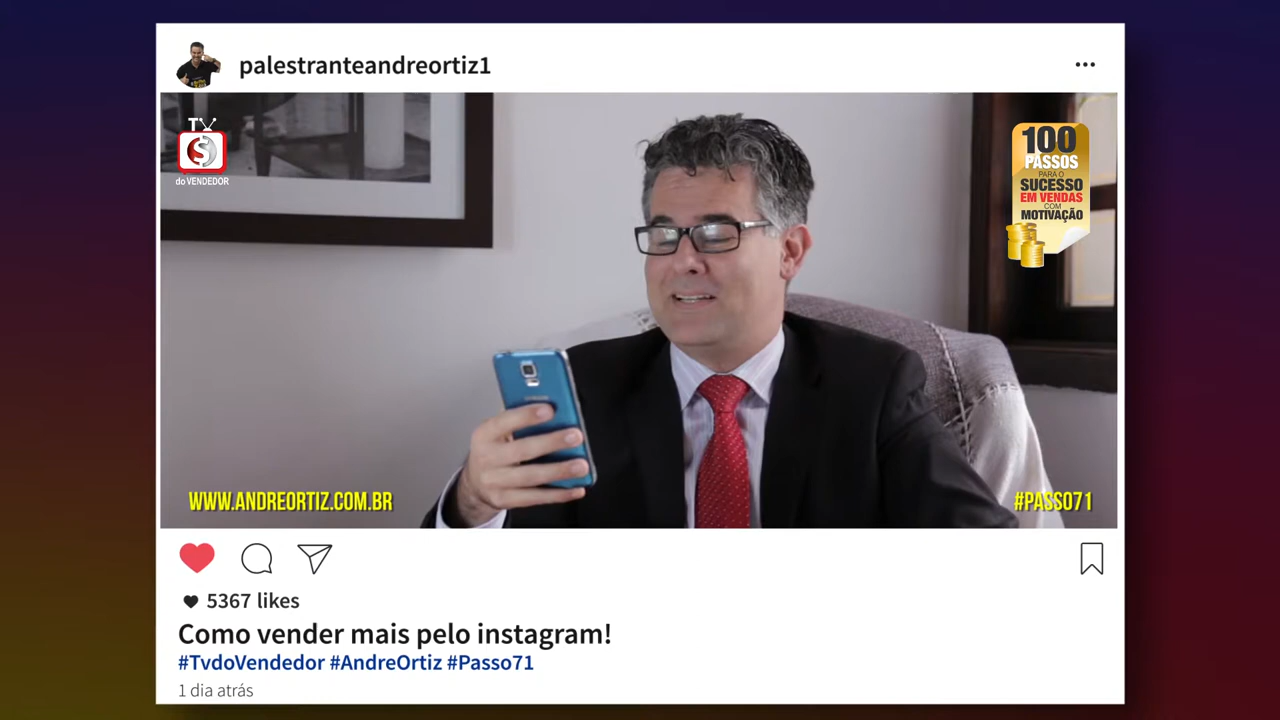 palestranteandreortiz1
TV
do VENDEDOR
100
PASSOS
PARA O
SUCESSO
EM VENDAS
COM
MOTIVAÇÃO
WWW.ANDREORTIZ.COM.BR
#PASSO71
5367 likes
Como vender mais pelo instagram!
#TvdoVendedor #AndreOrtiz #Passo71
1 dia atrás